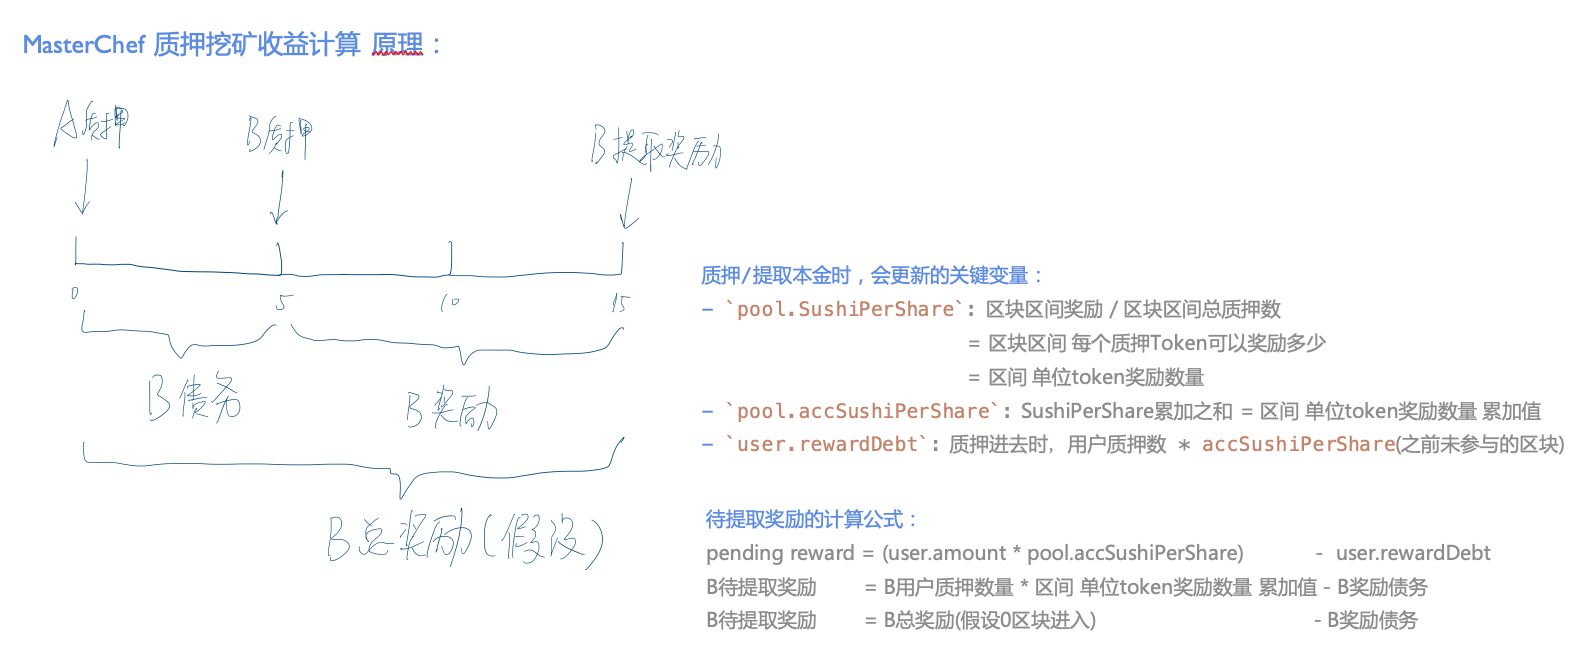 MasterChef 质押挖矿收益计算 原理：
A质押
B质押
B提取奖励
0
5
10
15
B债务
B奖励
B总奖励(假设)
质押/提取本金时，会更新的关键变量：
- `pool.SushiPerShare`: 区块区间奖励 / 区块区间总质押数
= 区块区间 每个质押Token可以奖励多少
= 区间 单位token奖励数量
- `pool.accSushiPerShare`: SushiPerShare累加之和 = 区间 单位token奖励数量 累加值
- `user.rewardDebt`: 质押进去时，用户质押数 * accSushiPerShare(之前未参与的区块)
待提取奖励的计算公式：
pending reward = (user.amount * pool.accSushiPerShare) - user.rewardDebt
B待提取奖励 = B用户质押数量 * 区间 单位token奖励数量 累加值 - B奖励债务
B待提取奖励 = B总奖励(假设0区块进入) - B奖励债务